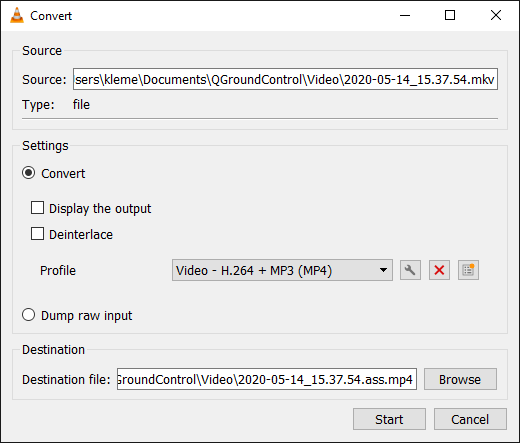 Convert
Source
Source: sers\kleme\Documents\QGroundControl\Video\2020-05-14_15.37.54.mkv
Type: file
Settings
Convert
Display the output
Deinterlace
Profile Video - H.264 + MP3 (MP4)
Dump raw input
Destination
Destination file: GroundControl\Video\2020-05-14_15.37.54.ass.mp4 Browse
Start Cancel